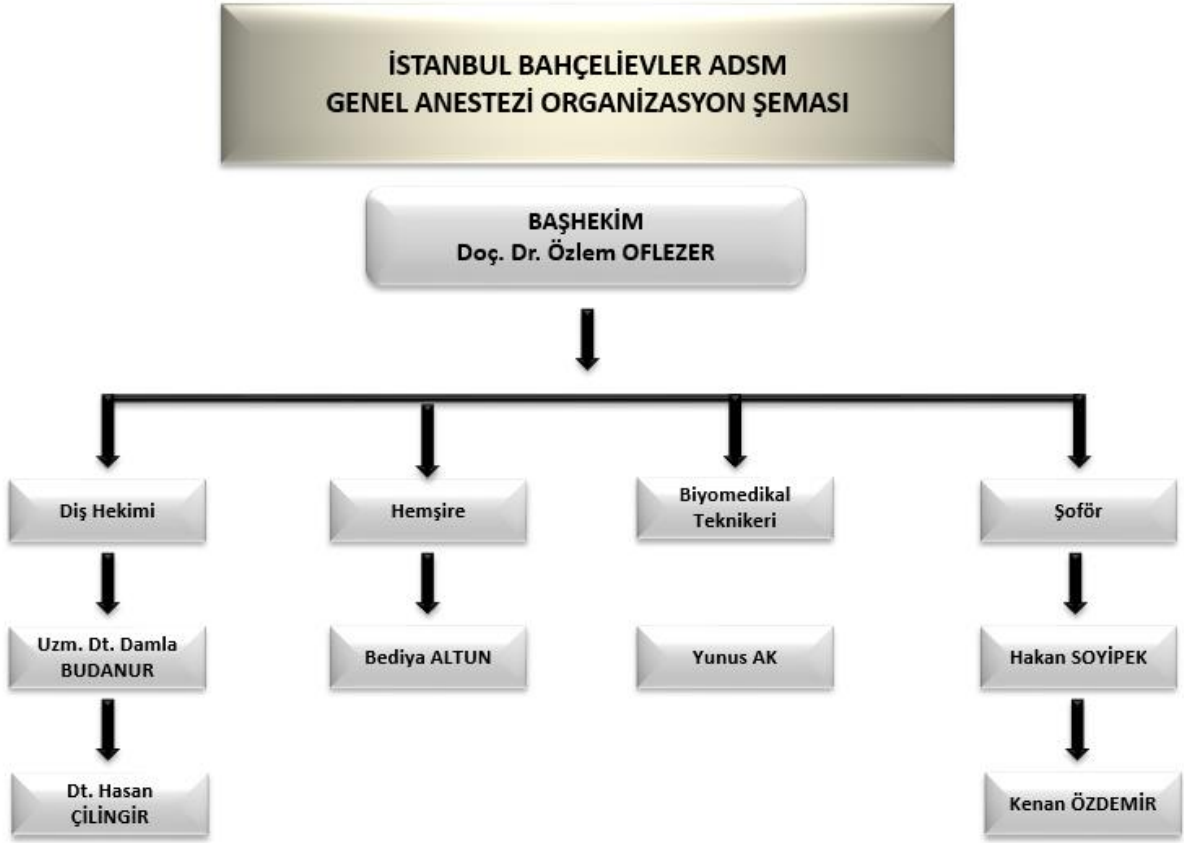 İSTANBUL BAHÇELİEVLER ADSM
GENEL ANESTEZİ ORGANİZASYON ŞEMASI
BAŞHEKİM
Doç. Dr. Özlem OFLEZER
Diş Hekimi
Hemşire
Biyomedikal
Teknikeri
Şoför
Uzm. Dt. Damla
BUDANUR
Bediya ALTUN
Yunus AK
Hakan SOYİPEK
Dt. Hasan
ÇİLİNGİR
Kenan ÖZDEMİR